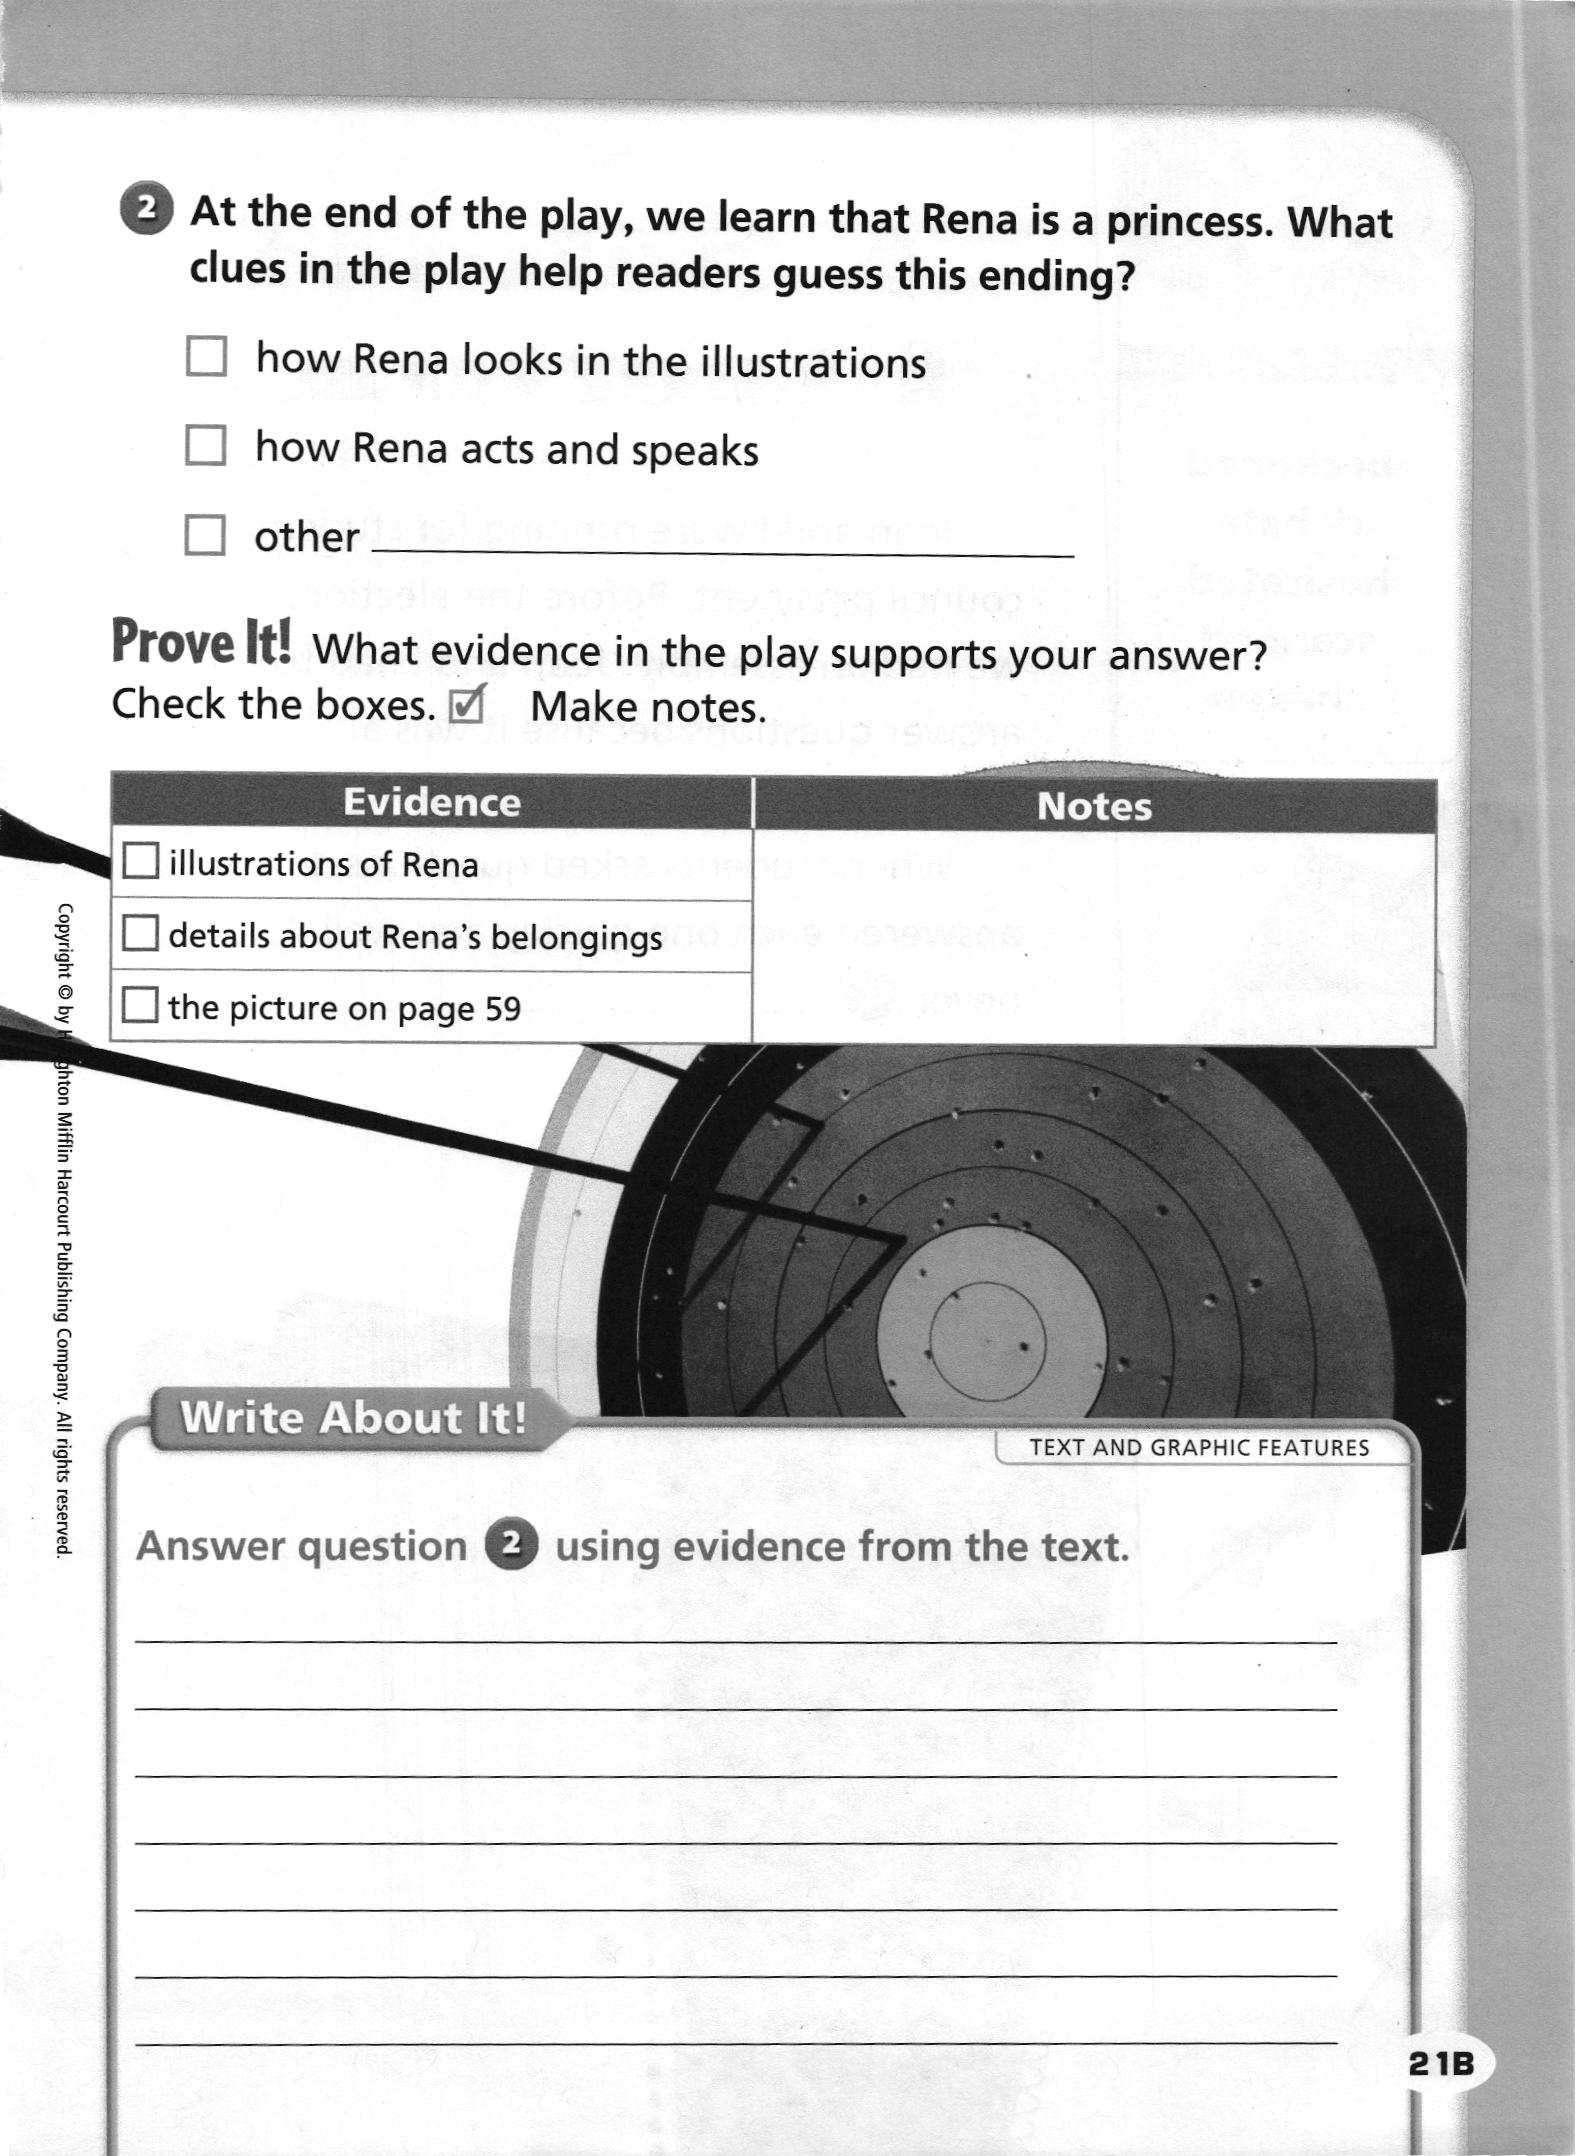 2 At the end of the play, we learn that Rena is a princess. What
clues in the play help readers guess this ending?
how Rena looks in the illustrations
how Rena acts and speaks
other
Prove It! What evidence in the play supports your answer?
Check the boxes. Make notes.
Evidence Notes
illustrations of Rena
details about Rena's belongings
the picture on page 59
Copyright © by Houghton Mifflin Harcourt Publishing Company. All rights reserved.
Write About It!
TEXT AND GRAPHIC FEATURES
Answer question 2 using evidence from the text.
21B